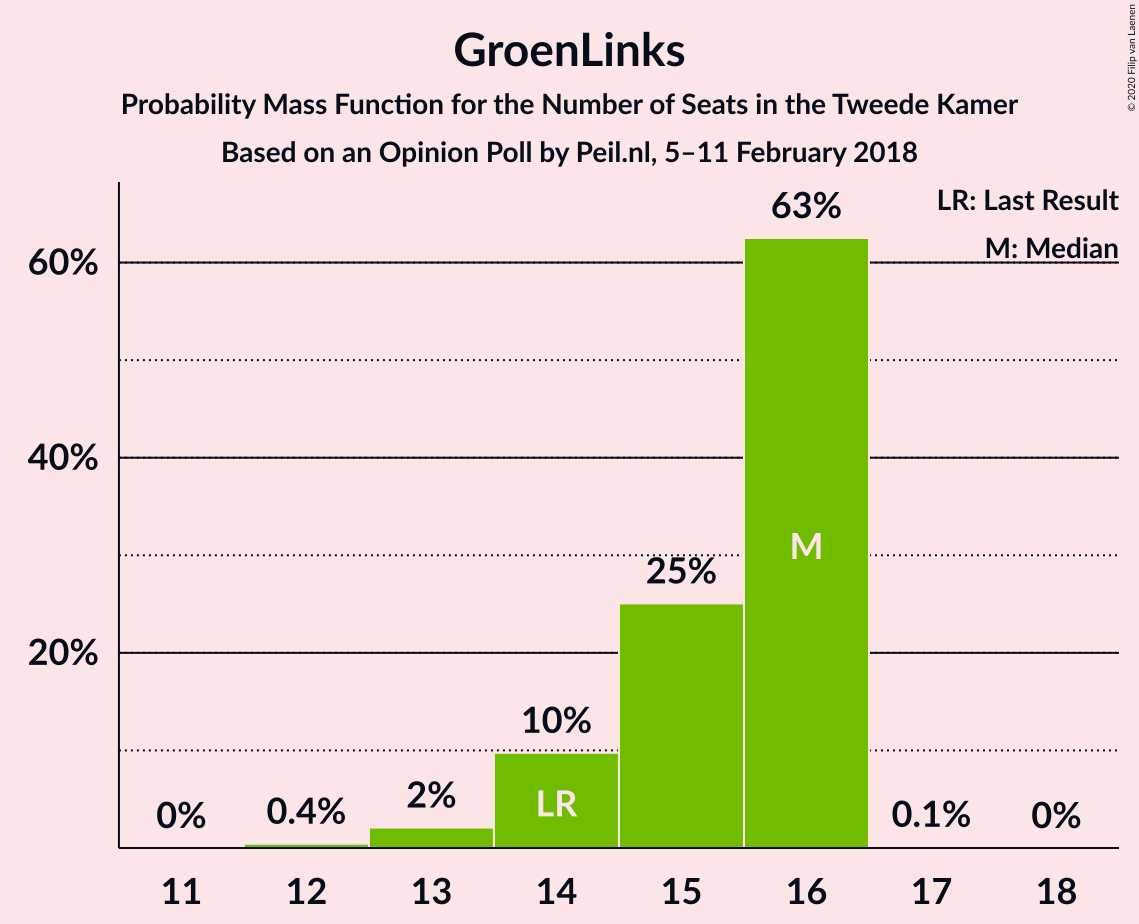 GroenLinks
Probability Mass Function for the Number of Seats in the Tweede Kamer
Based on an Opinion Poll by Peil.nl, 5–11 February 2018
© 2020 Filip van Laenen
LR: Last Result
M: Median
60%
40%
20%
0%
0.4%
2%
10%
25%
63%
0.1%
0%
LR
M
11 12 13 14 15 16 17 18